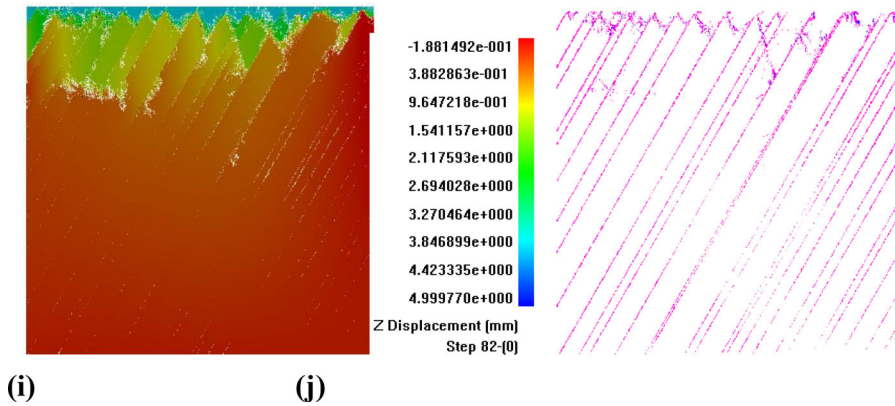 -1.881492e-001
3.882863e-001
9.647218e-001
1.541157e+000
2.117593e+000
2.694028e+000
3.270464e+000
3.846899e+000
4.423335e+000
4.999770e+000
Z Displacement (mm)
Step 82-(0)
(i)
(j)